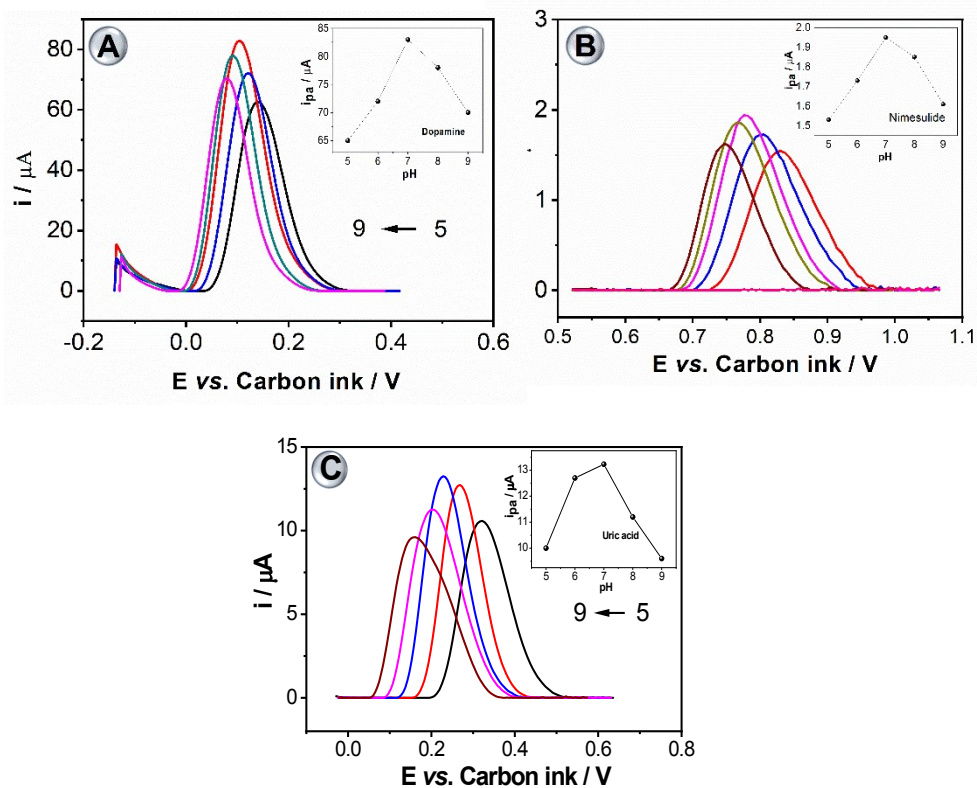 A
80
60
40
20
0
i / µA
-0.2 0.0 0.2 0.4 0.6
E vs. Carbon ink / V
9 ← 5
85
80
75
70
65
i pa / µA
Dopamine
5 6 7 8 9
pH
B
3
2
1
0
0.5 0.6 0.7 0.8 0.9 1.0 1.1
E vs. Carbon ink / V
2.0
1.9
1.8
1.7
1.6
1.5
i pa / µA
Nimesulide
5 6 7 8 9
pH
C
15
10
5
0
i / µA
0.0 0.2 0.4 0.6 0.8
E vs. Carbon ink / V
9 ← 5
13
12
11
10
i pa / µA
Uric acid
5 6 7 8 9
pH